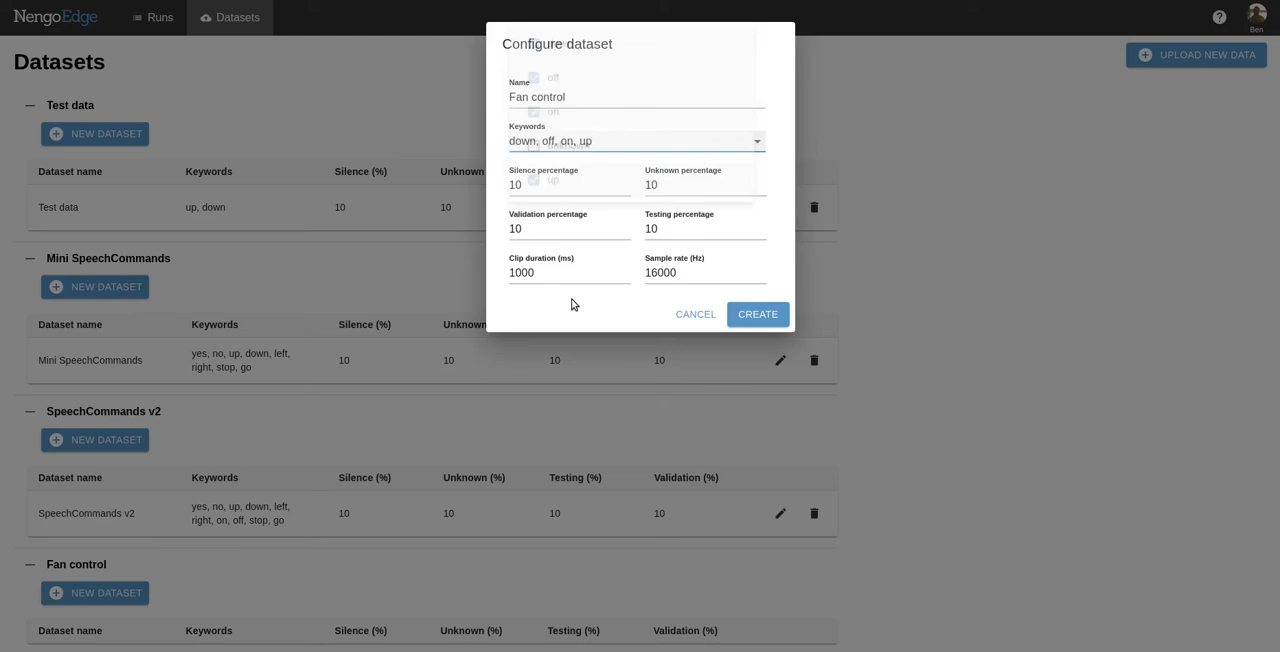 NengoEdge
Runs
Datasets
Ben
Datasets
UPLOAD NEW DATA
Configure dataset
Name
Fan control
Keywords
down, off, on, up
off
on
unknown
up
Silence percentage
10
Unknown percentage
10
Validation percentage
10
Testing percentage
10
Clip duration (ms)
1000
Sample rate (Hz)
16000
CANCEL
CREATE
Test data
NEW DATASET
Dataset name Keywords Silence (%) Unknown
Test data up, down 10 10
Mini SpeechCommands
NEW DATASET
Dataset name Keywords Silence (%) Unknown
Mini SpeechCommands yes, no, up, down, left, 10 10 10 10
right, stop, go
SpeechCommands v2
NEW DATASET
Dataset name Keywords Silence (%) Unknown (%) Testing (%) Validation (%)
SpeechCommands v2 yes, no, up, down, left, 10 10 10 10
right, on, off, stop, go
Fan control
NEW DATASET
Dataset name Keywords Silence (%) Unknown (%) Testing (%) Validation (%)